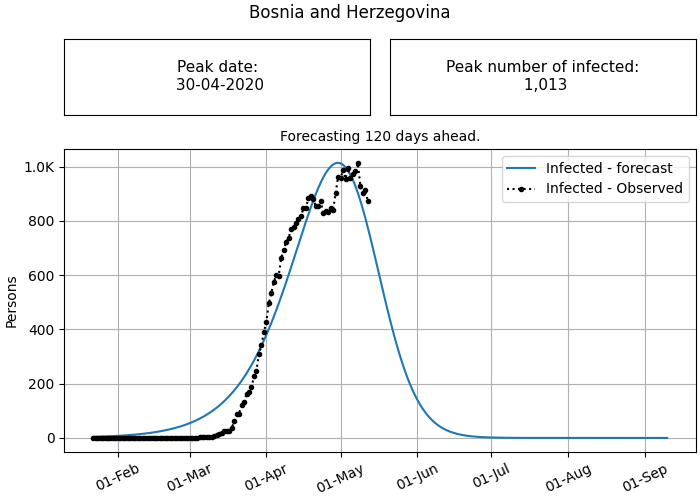 Bosnia and Herzegovina
Peak date:
30-04-2020
Peak number of infected:
1,013
Forecasting 120 days ahead.
Infected - forecast
Infected - Observed
Persons
1.0K
800
600
400
200
0
01-Feb
01-Mar
01-Apr
01-May
01-Jun
01-Jul
01-Aug
01-Sep